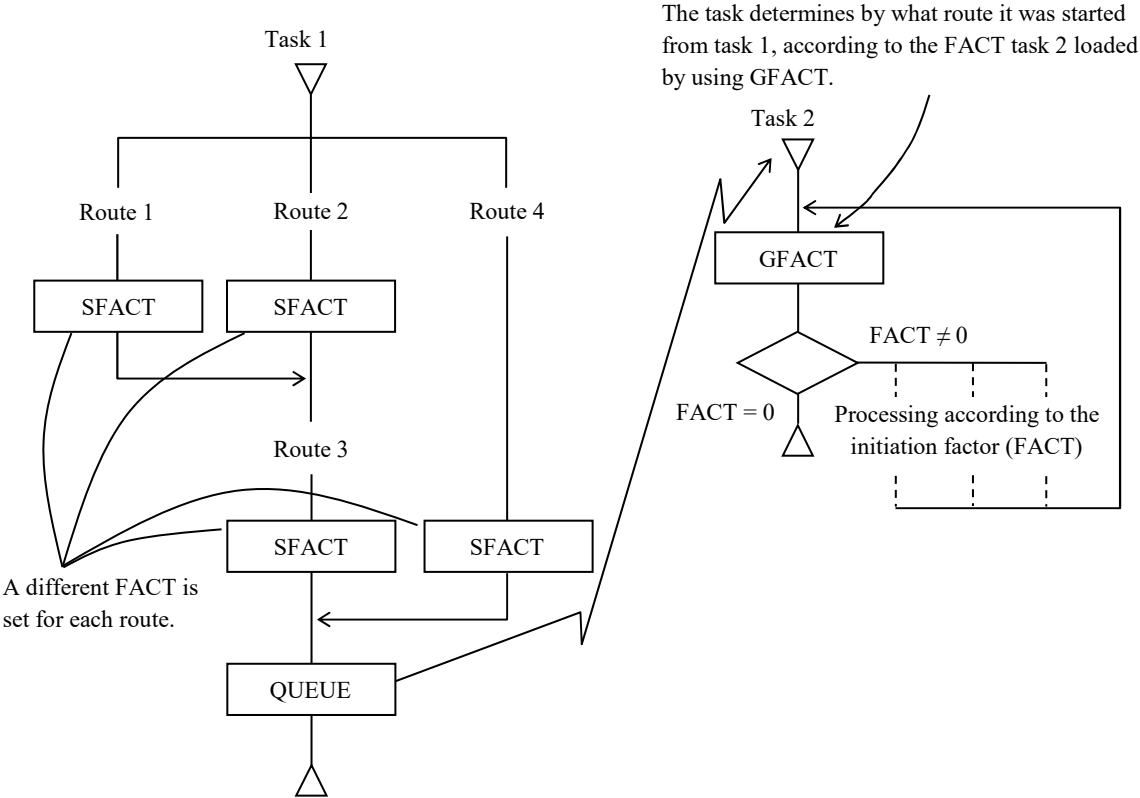 The task determines by what route it was started
from task 1, according to the FACT task 2 loaded
by using GFACT.
Task 1
Task 2
Route 1
Route 2
Route 4
GFACT
SFACT
SFACT
FACT ≠ 0
FACT = 0
Processing according to the
initiation factor (FACT)
Route 3
SFACT
SFACT
A different FACT is
set for each route.
QUEUE